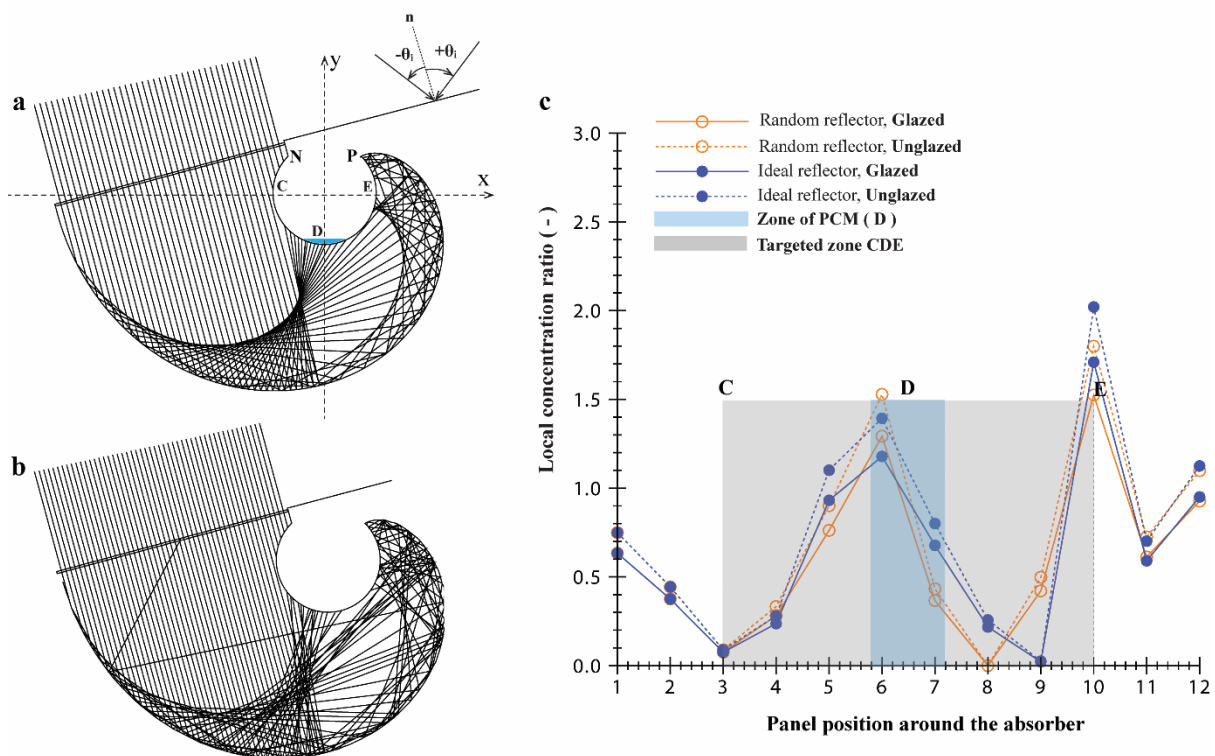 a
n
-θi
+θi
y
N
P
C
E
X
D
b
c
Random reflector, Glazed
Random reflector, Unglazed
Ideal reflector, Glazed
Ideal reflector, Unglazed
Zone of PCM ( D )
Targeted zone CDE
Local concentration ratio ( - )
3.0
2.5
2.0
1.5
1.0
0.5
0.0
C
D
E
1 2 3 4 5 6 7 8 9 10 11 12
Panel position around the absorber